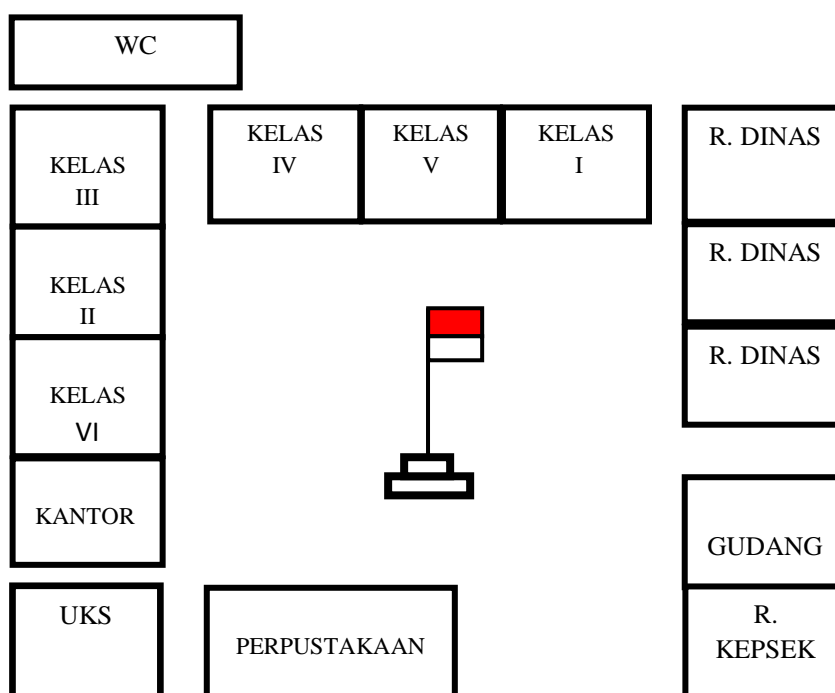 WC
KELAS
III
KELAS
IV
KELAS
V
KELAS
I
R. DINAS
KELAS
II
R. DINAS
KELAS
VI
R. DINAS
KANTOR
GUDANG
UKS
PERPUSTAKAAN
R.
KEPSEK